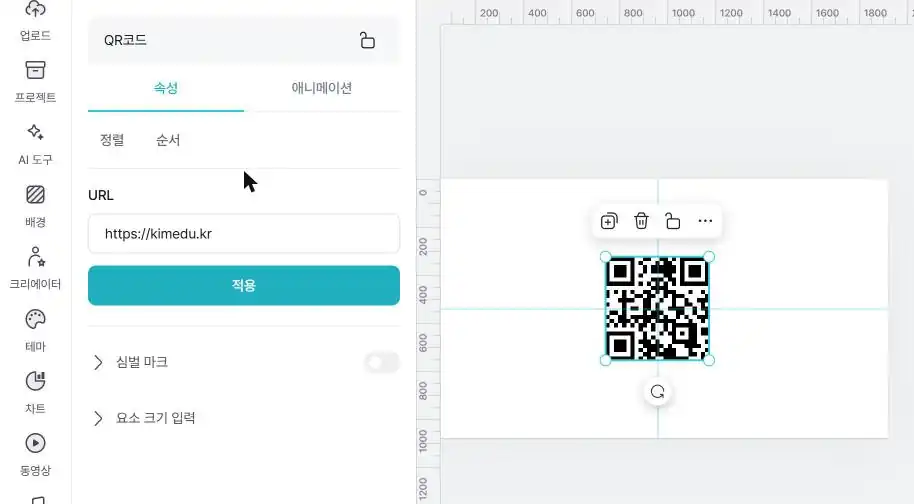 업로드
프로젝트
AI 도구
배경
크리에이터
테마
차트
동영상
QR코드
속성
애니메이션
정렬
순서
URL
https://kimedu.kr
적용
심벌 마크
요소 크기 입력
200 400 600 800 1000 1200 1400 1600 1800
0
200
400
600
800
1000
1200